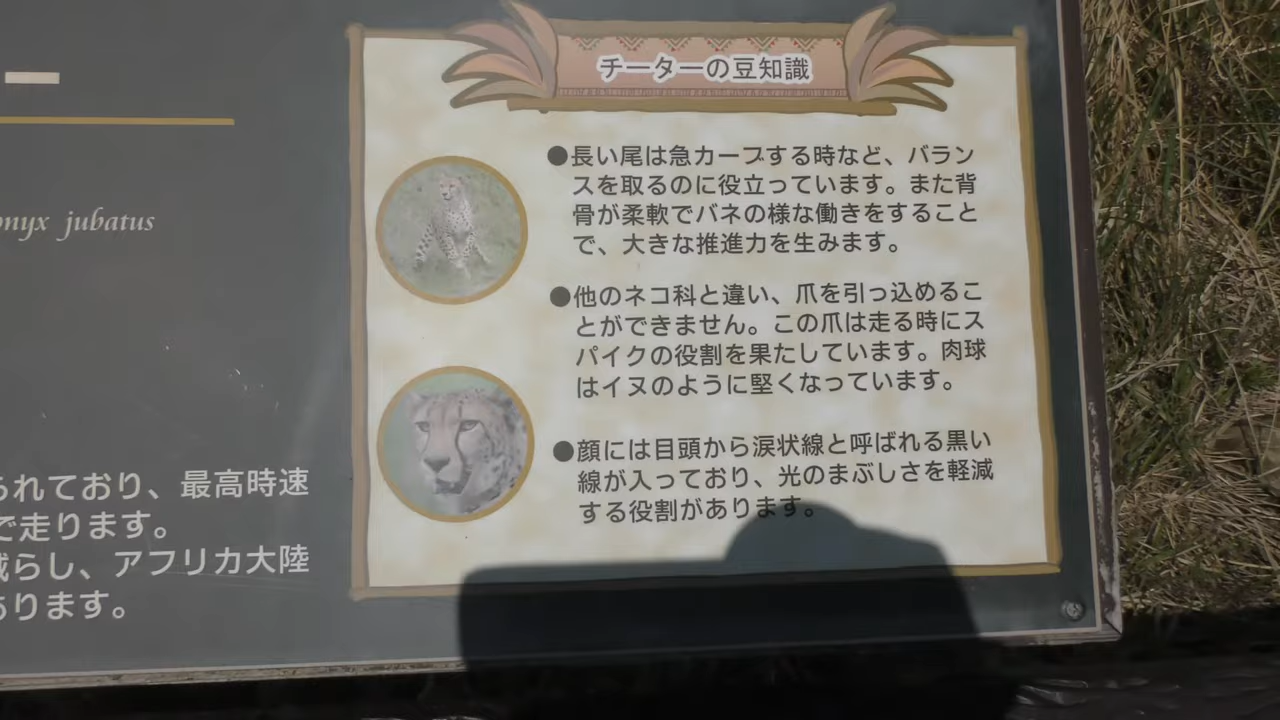 ー
onyx jubatus
られており、最高時速
で走ります。
減らし、アフリカ大陸
あります。
チーターの豆知識
●長い尾は急カーブする時など、バラン
スを取るのに役立っています。また背
骨が柔軟でバネの様な働きをすること
で、大きな推進力を生みます。
●他のネコ科と違い、爪を引っ込めるこ
とができません。この爪は走る時にス
パイクの役割を果たしています。肉球
はイヌのように堅くなっています。
●顔には目頭から涙状線と呼ばれる黒い
線が入っており、光のまぶしさを軽減
する役割があります。